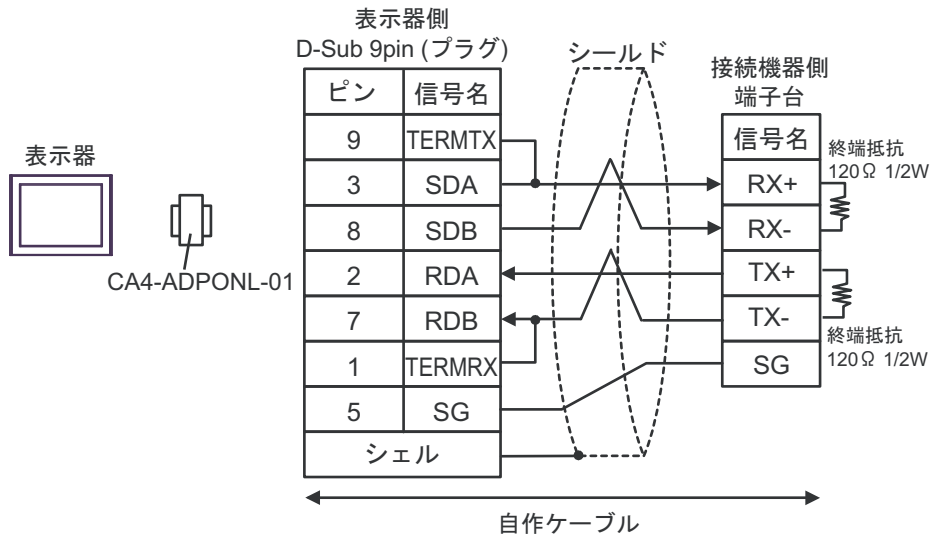 表示器側
D-Sub 9pin (プラグ)
シールド
接続機器側
端子台
ピン 信号名
9 TERMTX
3 SDA
8 SDB
2 RDA
7 RDB
1 TERMRX
5 SG
シェル
信号名
RX+
RX-
TX+
TX-
SG
終端抵抗
120Ω 1/2W
終端抵抗
120Ω 1/2W
表示器
CA4-ADPONL-01
自作ケーブル